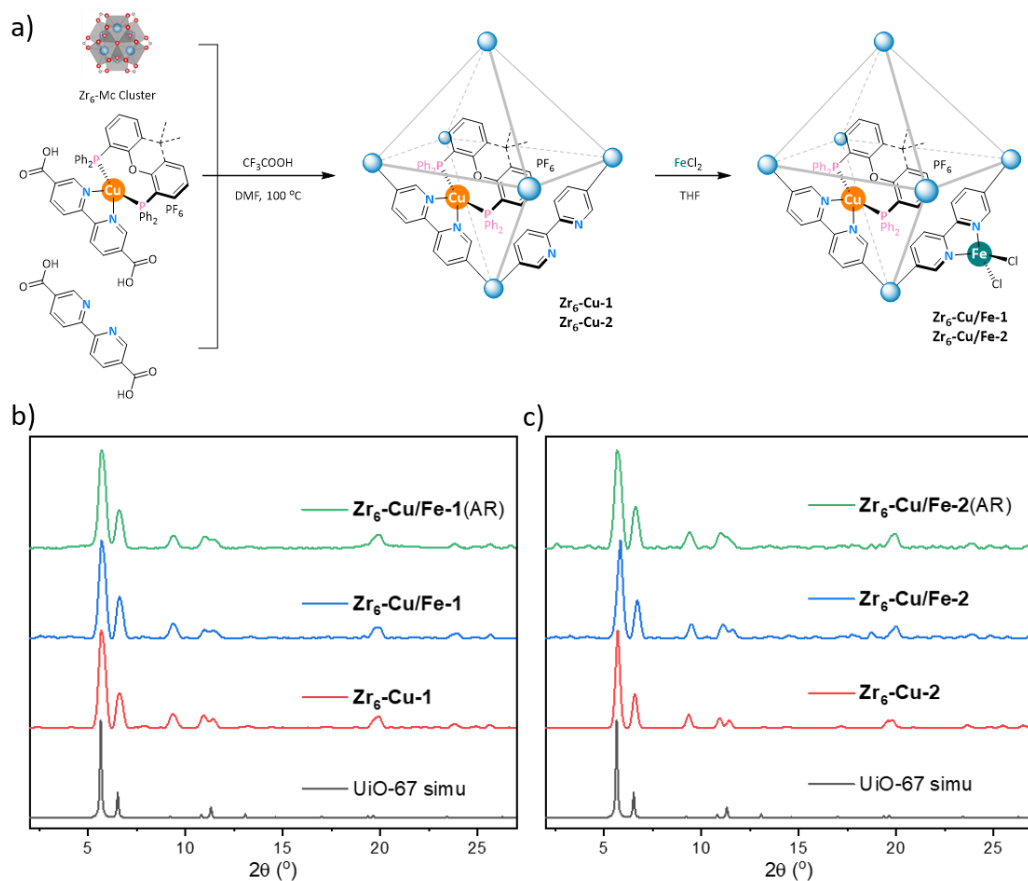 a)
Zr₆-Mc Cluster
Ph₂P
Ph₂
Cu
P
O
PF₆
N
N
HO
O
O
HO
O
HO
N
N
O
HO
CF₃COOH
DMF, 100 °C
Ph₂P
O
PF₆
Cu
P
Ph₂
N
N
N
N
Zr₆-Cu-1
Zr₆-Cu-2
FeCl₂
THF
Ph₂P
O
PF₆
Cu
P
Ph₂
N
N
N
N
Fe
Cl
Cl
Zr₆-Cu/Fe-1
Zr₆-Cu/Fe-2
b)
Zr₆-Cu/Fe-1(AR)
Zr₆-Cu/Fe-1
Zr₆-Cu-1
UiO-67 simu
5 10 15 20 25
2θ (°)
c)
Zr₆-Cu/Fe-2(AR)
Zr₆-Cu/Fe-2
Zr₆-Cu-2
UiO-67 simu
5 10 15 20 25
2θ (°)